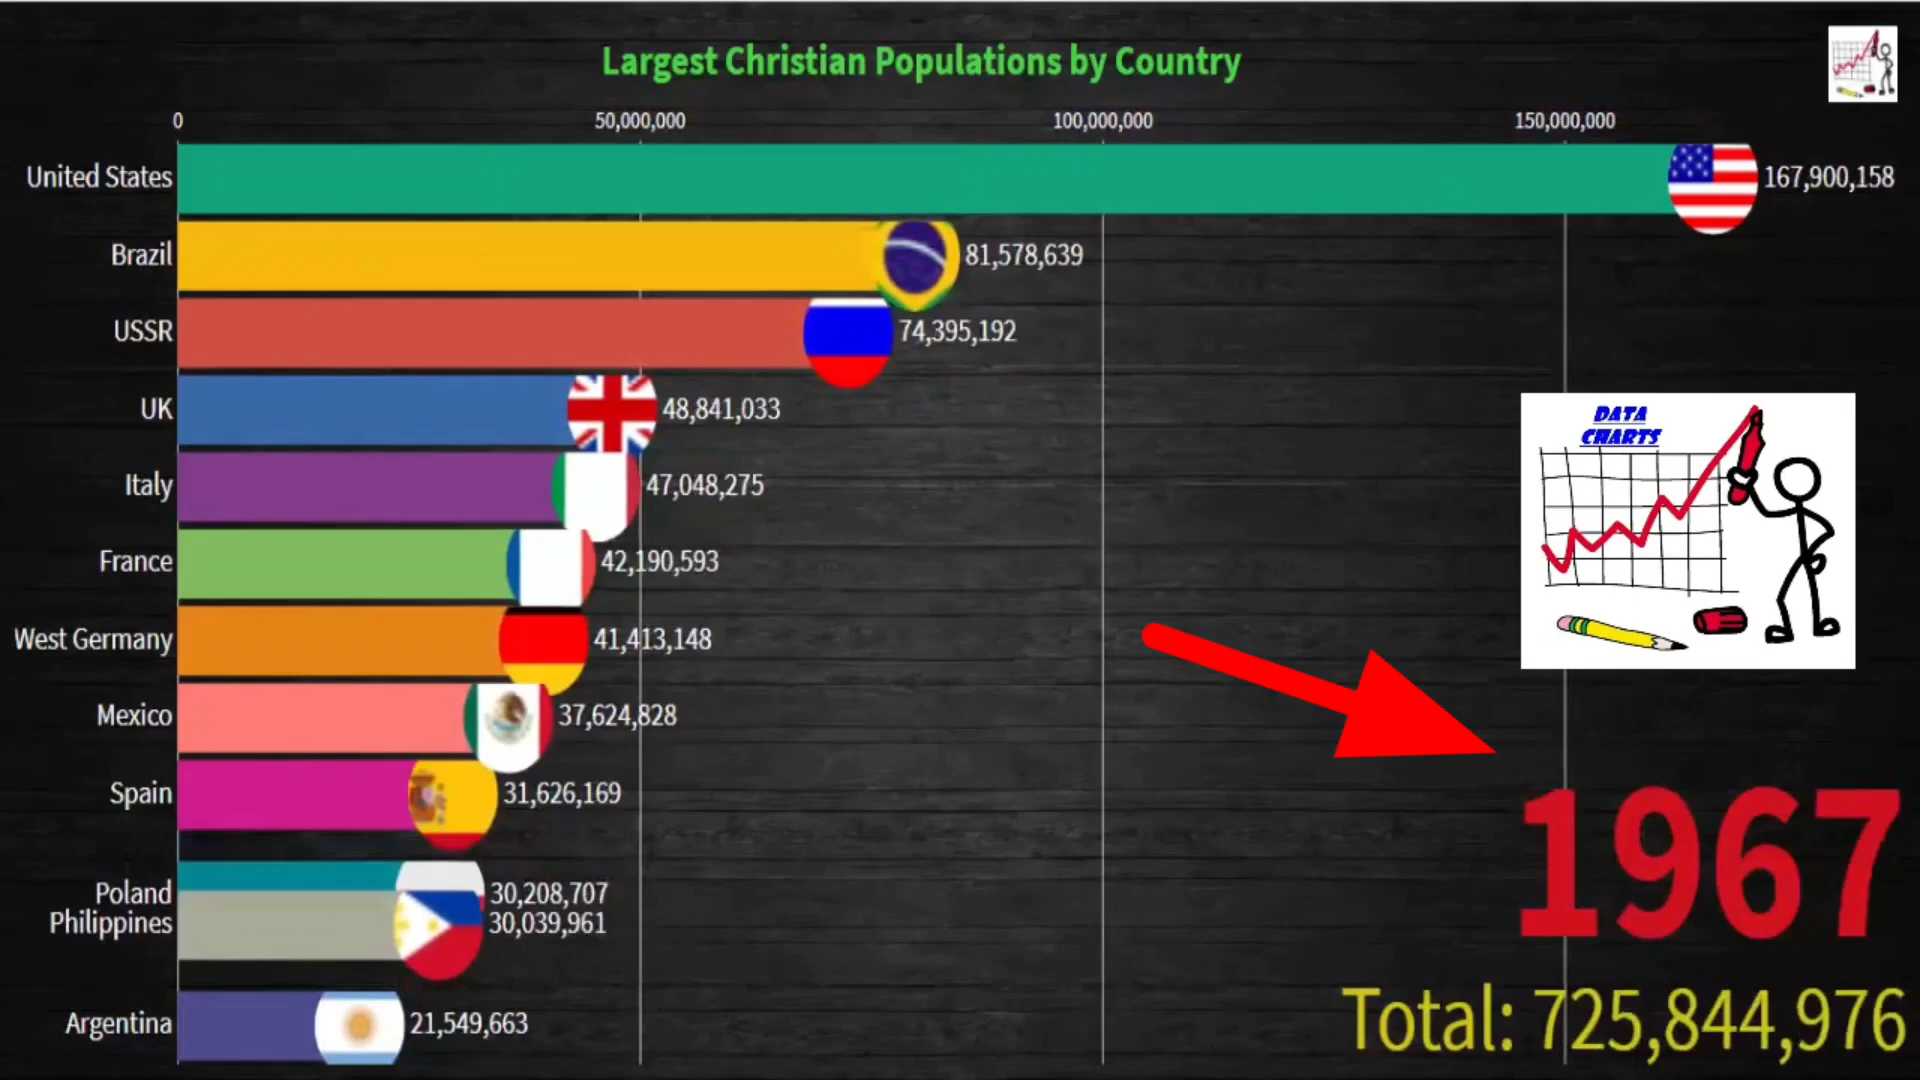 Largest Christian Populations by Country
0 50,000,000 100,000,000 150,000,000
United States 167,900,158
Brazil 81,578,639
USSR 74,395,192
UK 48,841,033
DATA
CHARTS
Italy 47,048,275
France 42,190,593
West Germany 41,413,148
Mexico 37,624,828
Spain 31,626,169
Poland 30,208,707
Philippines 30,039,961
1967
Argentina 21,549,663
Total: 725,844,976